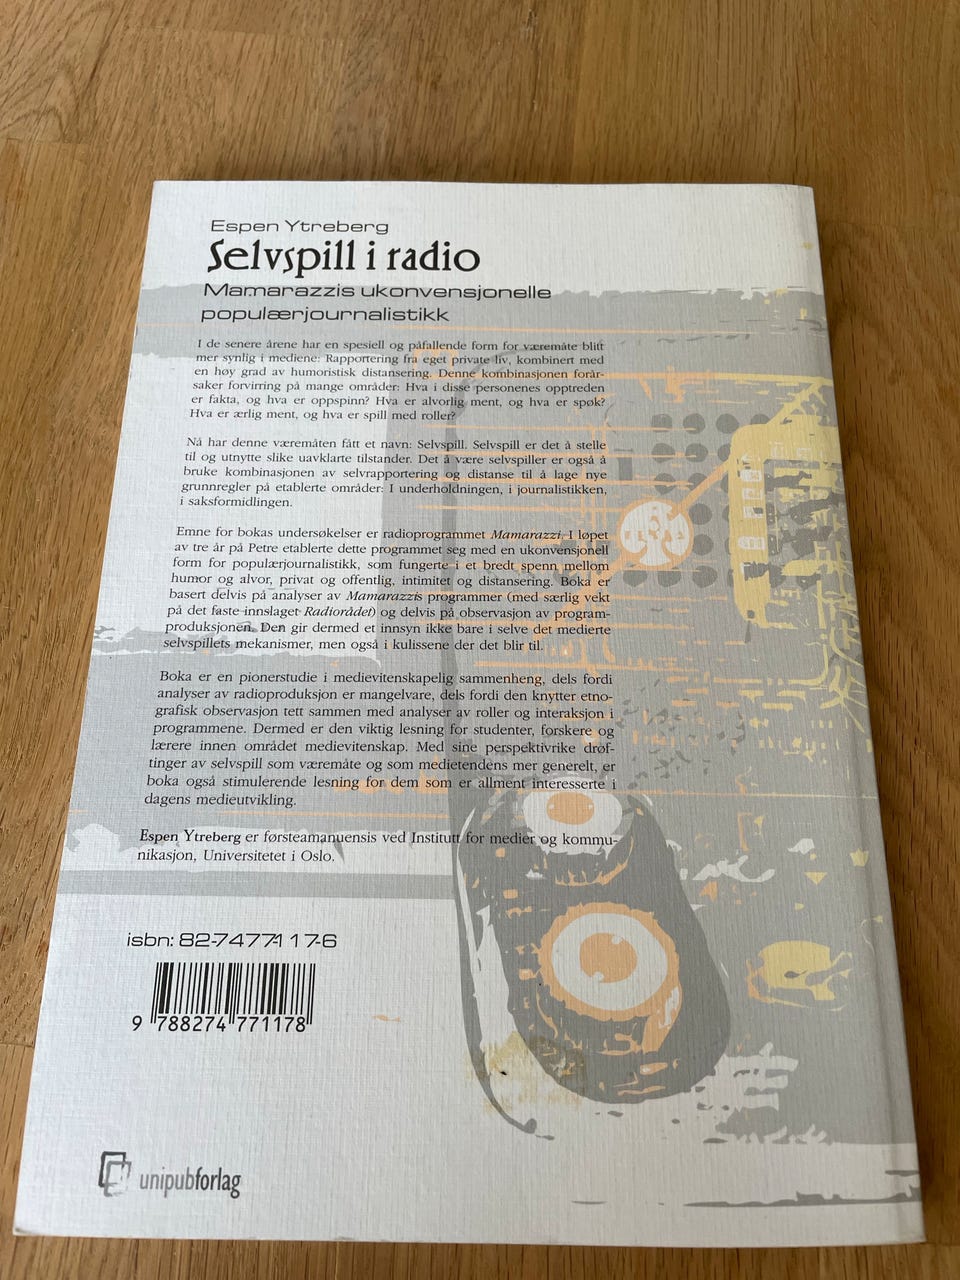 Espen Ytreberg
Selvspill i radio
Mamarazzis ukonvensjonelle
populærjournalistikk
I de senere årene har en spesiell og påfallende form for væremåte blitt
mer synlig i mediene: Rapportering fra eget private liv, kombinert med
en høy grad av humoristisk distansering. Denne kombinasjonen forår-
saker forvirring på mange områder: Hva i disse personenes opptreden
er fakta, og hva er oppspinn? Hva er alvorlig ment, og hva er spøk?
Hva er ærlig ment, og hva er spill med roller?
Nå har denne væremåten fått et navn: Selvspill. Selvspill er det å stelle
til og utnytte slike uavklarte tilstander. Det å være selvspiller er også å
bruke kombinasjonen av selvrapportering og distanse til å lage nye
grunnregler på etablerte områder: I underholdningen, i journalistikken,
i saksformidlingen.
Emne for bokas undersøkelser er radioprogrammet Mamarazzi. I løpet
av tre år på Petre etablerte dette programmet seg med en ukonvensjonell
form for populærjournalistikk, som fungerte i et bredt spenn mellom
humor og alvor, privat og offentlig, intimitet og distansering. Boka er
basert delvis på analyser av Mamarazzis programmer (med særlig vekt
på det faste innslaget Radiorådet) og delvis på observasjon av program-
produksjonen. Den gir dermed et innsyn ikke bare i selve det medierte
selvspillets mekanismer, men også i kulissene der det blir til.
Boka er en pionerstudie i medievitenskapelig sammenheng, dels fordi
analyser av radioproduksjon er mangelvare, dels fordi den knytter etno-
grafisk observasjon tett sammen med analyser av roller og interaksjon i
programmene. Dermed er den viktig lesning for studenter, forskere og
lærere innen området medievitenskap. Med sine perspektivrike drøf-
tinger av selvspill som væremåte og som medietendens mer generelt, er
boka også stimulerende lesning for dem som er allment interesserte i
dagens medieutvikling.
Espen Ytreberg er førsteamanuensis ved Institutt for medier og kommu-
nikasjon, Universitetet i Oslo.
isbn: 82-7477-117-6
9 788274 771178
unipubforlag